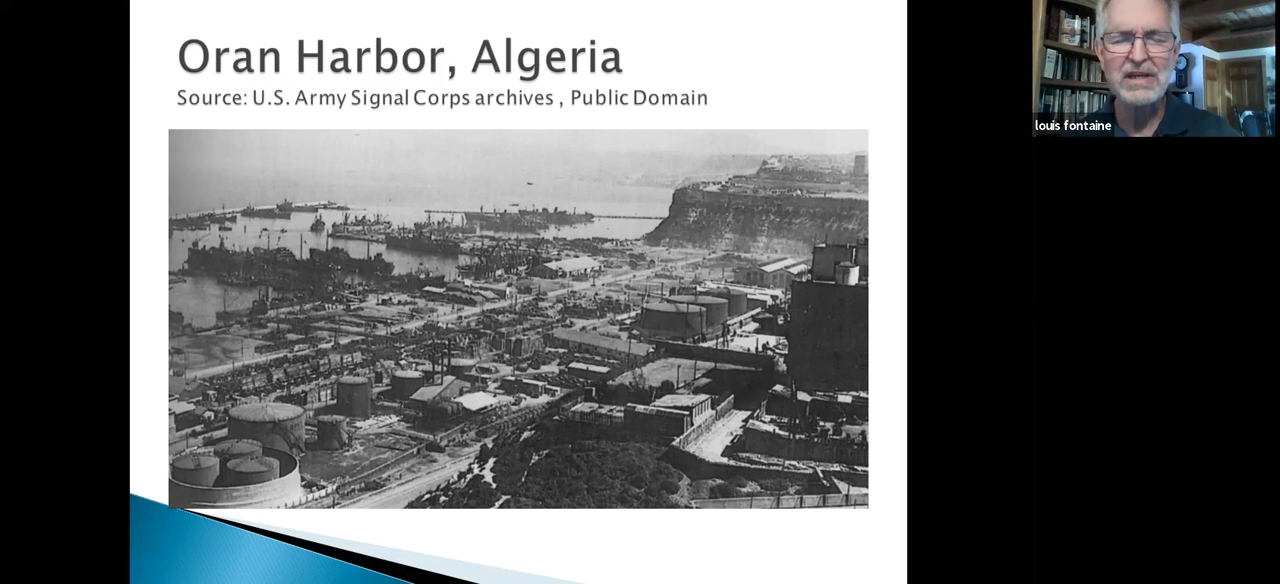 Oran Harbor, Algeria
Source: U.S. Army Signal Corps archives , Public Domain
louis fontaine